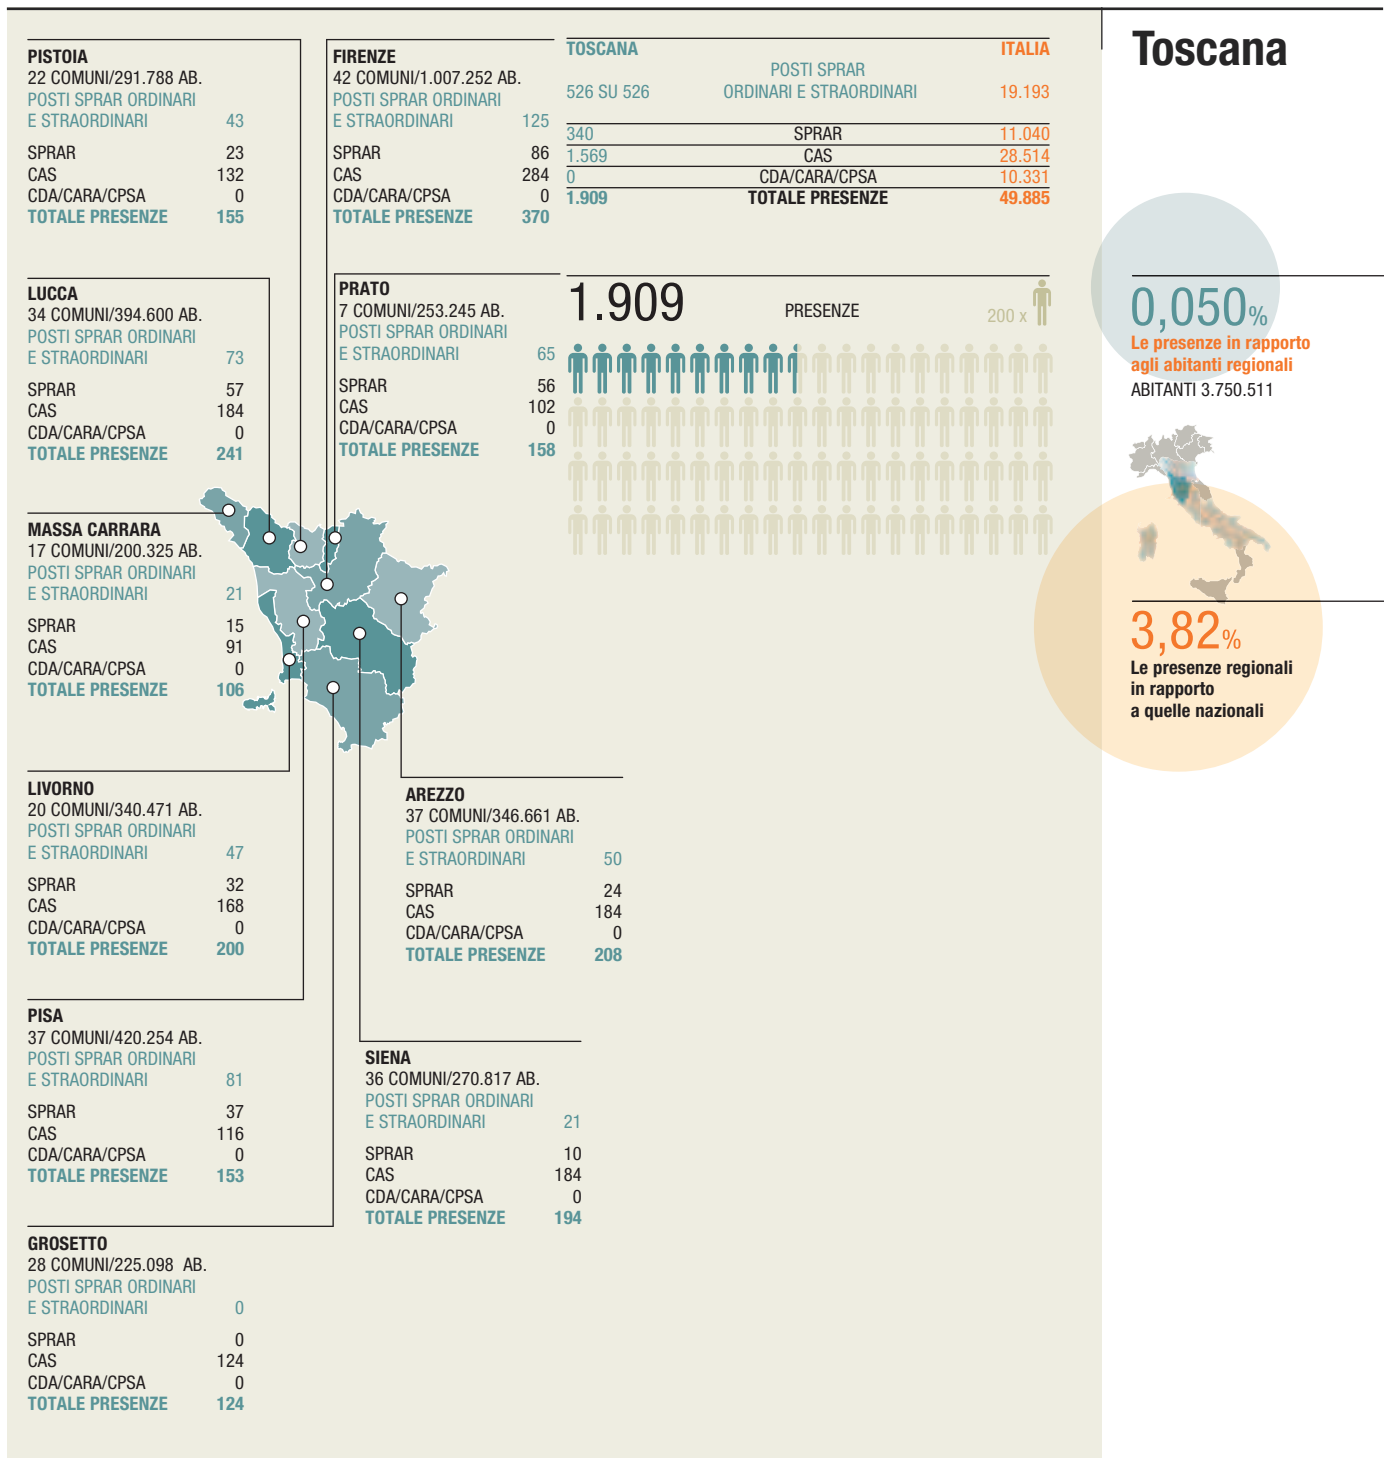 Toscana
PISTOIA
22 COMUNI/291.788 AB.
POSTI SPRAR ORDINARI
E STRAORDINARI 43
SPRAR 23
CAS 132
CDA/CARA/CPSA 0
TOTALE PRESENZE 155
FIRENZE
42 COMUNI/1.007.252 AB.
POSTI SPRAR ORDINARI
E STRAORDINARI 125
SPRAR 86
CAS 284
CDA/CARA/CPSA 0
TOTALE PRESENZE 370
TOSCANA ITALIA
POSTI SPRAR
526 SU 526 ORDINARI E STRAORDINARI 19.193
340 SPRAR 11.040
1.569 CAS 28.514
0 CDA/CARA/CPSA 10.331
1.909 TOTALE PRESENZE 49.885
LUCCA
34 COMUNI/394.600 AB.
POSTI SPRAR ORDINARI
E STRAORDINARI 73
SPRAR 57
CAS 184
CDA/CARA/CPSA 0
TOTALE PRESENZE 241
PRATO
7 COMUNI/253.245 AB.
POSTI SPRAR ORDINARI
E STRAORDINARI 65
SPRAR 56
CAS 102
CDA/CARA/CPSA 0
TOTALE PRESENZE 158
1.909 PRESENZE 200 x
0,050%
Le presenze in rapporto
agli abitanti regionali
ABITANTI 3.750.511
3,82%
Le presenze regionali
in rapporto
a quelle nazionali
MASSA CARRARA
17 COMUNI/200.325 AB.
POSTI SPRAR ORDINARI
E STRAORDINARI 21
SPRAR 15
CAS 91
CDA/CARA/CPSA 0
TOTALE PRESENZE 106
LIVORNO
20 COMUNI/340.471 AB.
POSTI SPRAR ORDINARI
E STRAORDINARI 47
SPRAR 32
CAS 168
CDA/CARA/CPSA 0
TOTALE PRESENZE 200
AREZZO
37 COMUNI/346.661 AB.
POSTI SPRAR ORDINARI
E STRAORDINARI 50
SPRAR 24
CAS 184
CDA/CARA/CPSA 0
TOTALE PRESENZE 208
PISA
37 COMUNI/420.254 AB.
POSTI SPRAR ORDINARI
E STRAORDINARI 81
SPRAR 37
CAS 116
CDA/CARA/CPSA 0
TOTALE PRESENZE 153
SIENA
36 COMUNI/270.817 AB.
POSTI SPRAR ORDINARI
E STRAORDINARI 21
SPRAR 10
CAS 184
CDA/CARA/CPSA 0
TOTALE PRESENZE 194
GROSETTO
28 COMUNI/225.098 AB.
POSTI SPRAR ORDINARI
E STRAORDINARI 0
SPRAR 0
CAS 124
CDA/CARA/CPSA 0
TOTALE PRESENZE 124